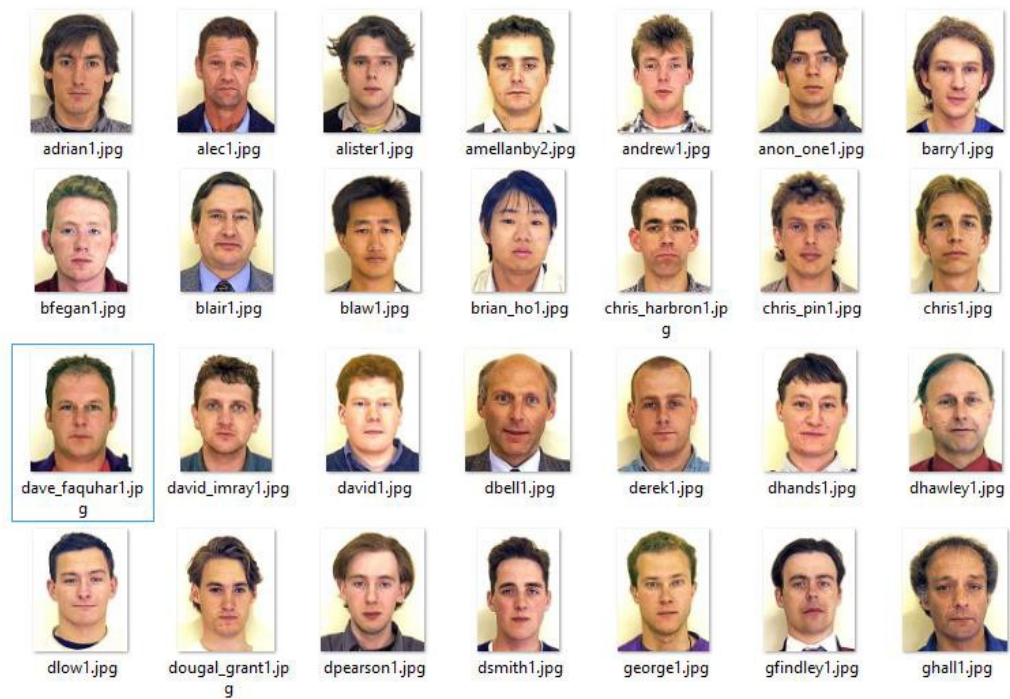 adrian1.jpg alec1.jpg alister1.jpg amellanby2.jpg andrew1.jpg anon_one1.jpg barry1.jpg
bfegan1.jpg blair1.jpg blaw1.jpg brian_ho1.jpg chris_harbron1.jp chris_pin1.jpg chris1.jpg
g
dave_faquhar1.jp david_imray1.jpg david1.jpg dbell1.jpg derek1.jpg dhands1.jpg dhawley1.jpg
g
dlow1.jpg dougal_grant1.jp dpearson1.jpg dsmith1.jpg george1.jpg gfindley1.jpg ghall1.jpg
g